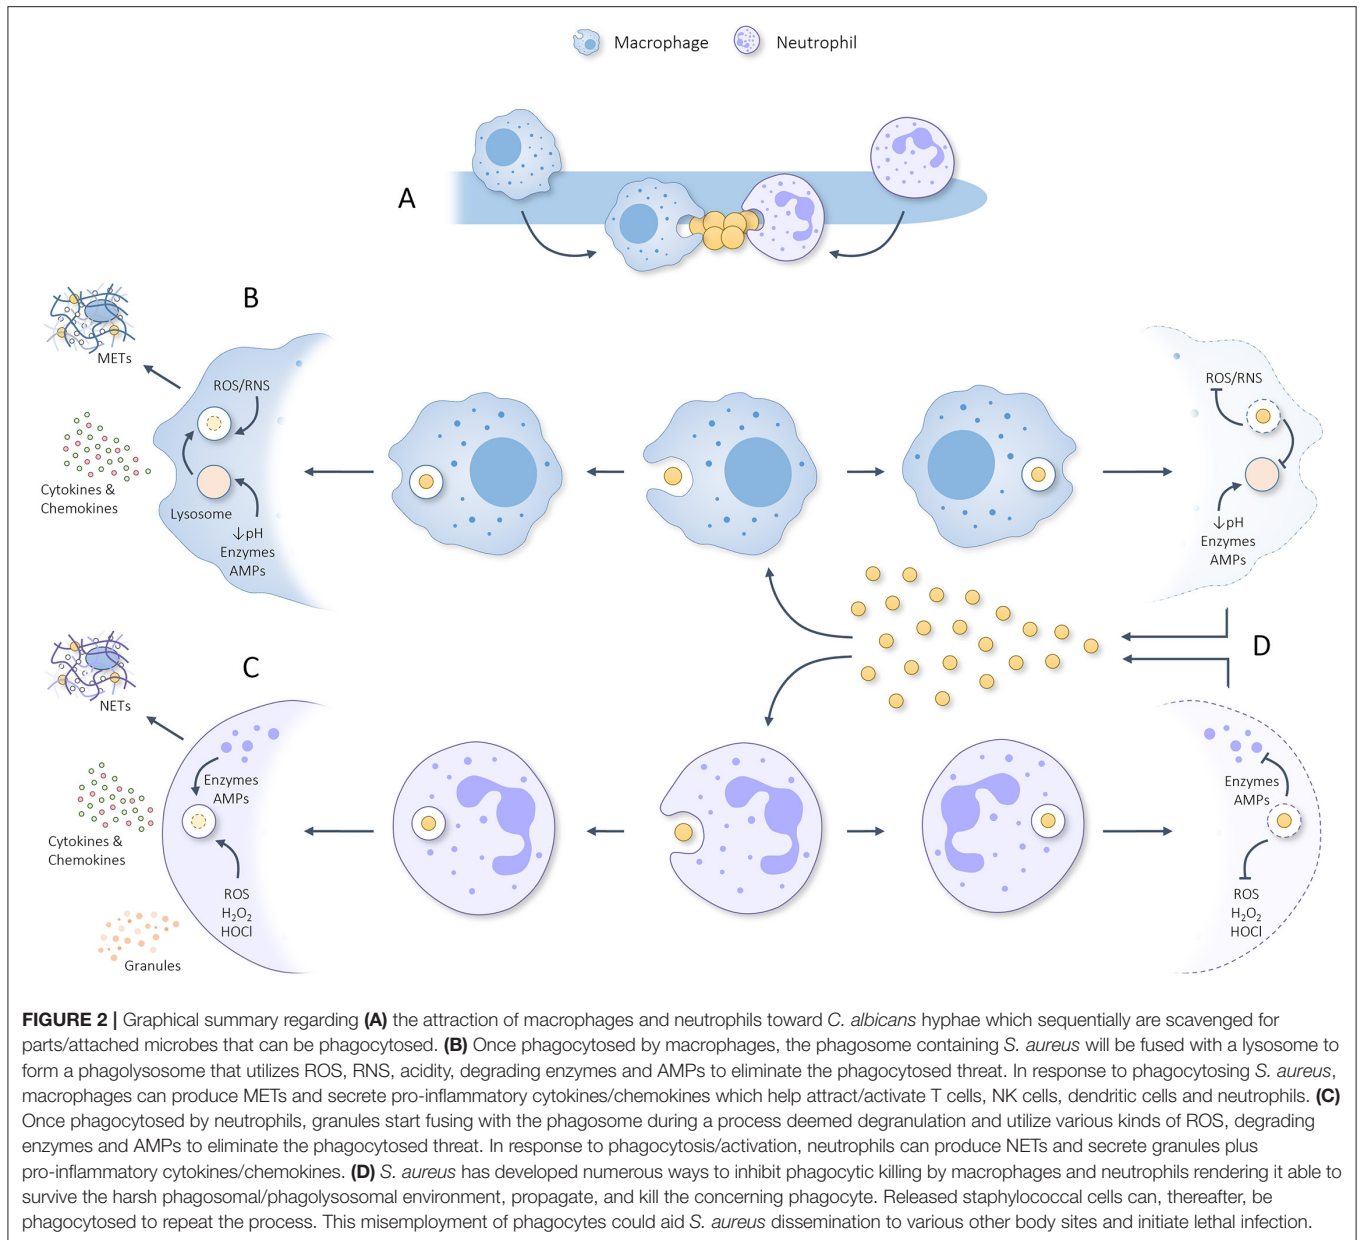 Macrophage
Neutrophil
A
B
METs
ROS/RNS
Cytokines &
Chemokines
Lysosome
↓pH
Enzymes
AMPs
ROS/RNS
↓pH
Enzymes
AMPs
C
D
NETs
Enzymes
AMPs
Cytokines &
Chemokines
ROS
H₂O₂
HOCl
Granules
Enzymes
AMPs
ROS
H₂O₂
HOCl
FIGURE 2 | Graphical summary regarding (A) the attraction of macrophages and neutrophils toward C. albicans hyphae which sequentially are scavenged for
parts/attached microbes that can be phagocytosed. (B) Once phagocytosed by macrophages, the phagosome containing S. aureus will be fused with a lysosome to
form a phagolysosome that utilizes ROS, RNS, acidity, degrading enzymes and AMPs to eliminate the phagocytosed threat. In response to phagocytosing S. aureus,
macrophages can produce METs and secrete pro-inflammatory cytokines/chemokines which help attract/activate T cells, NK cells, dendritic cells and neutrophils. (C)
Once phagocytosed by neutrophils, granules start fusing with the phagosome during a process deemed degranulation and utilize various kinds of ROS, degrading
enzymes and AMPs to eliminate the phagocytosed threat. In response to phagocytosis/activation, neutrophils can produce NETs and secrete granules plus
pro-inflammatory cytokines/chemokines. (D) S. aureus has developed numerous ways to inhibit phagocytic killing by macrophages and neutrophils rendering it able to
survive the harsh phagosomal/phagolysosomal environment, propagate, and kill the concerning phagocyte. Released staphylococcal cells can, thereafter, be
phagocytosed to repeat the process. This misemployment of phagocytes could aid S. aureus dissemination to various other body sites and initiate lethal infection.